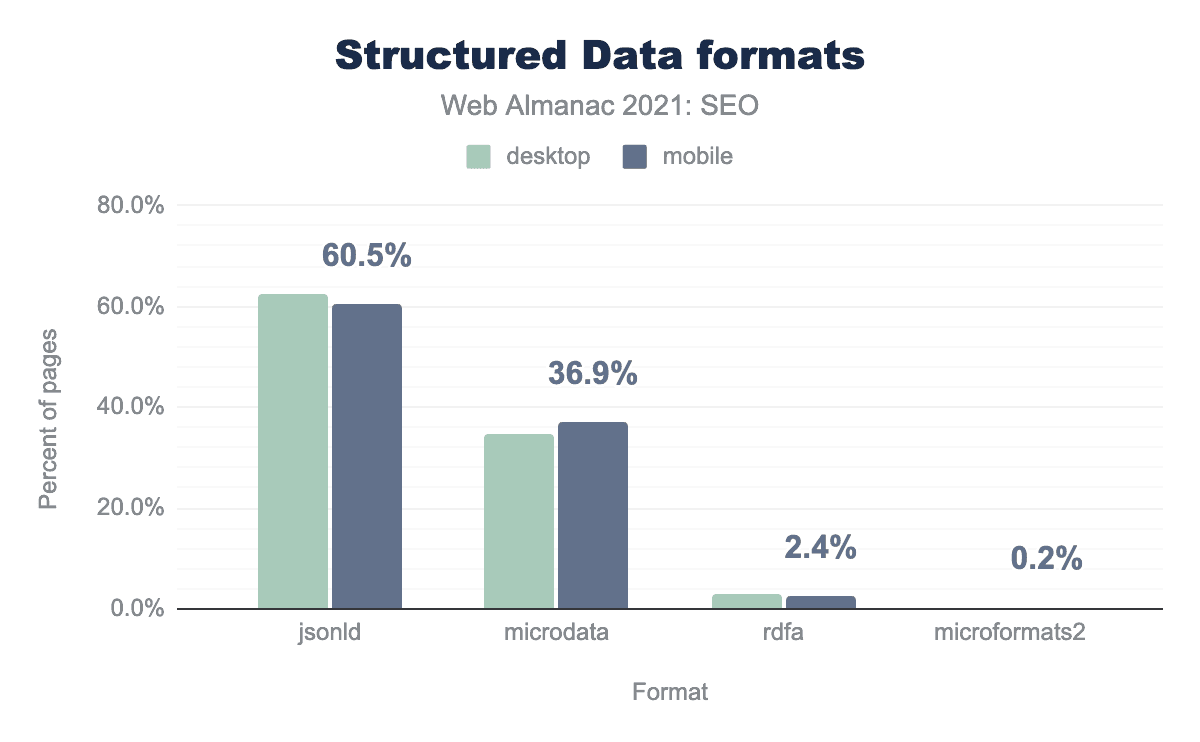 Structured Data formats
Web Almanac 2021: SEO
desktop mobile
80.0%
60.5%
60.0%
36.9%
40.0%
20.0%
2.4%
0.2%
0.0%
Percent of pages
jsonld microdata rdfa microformats2
Format